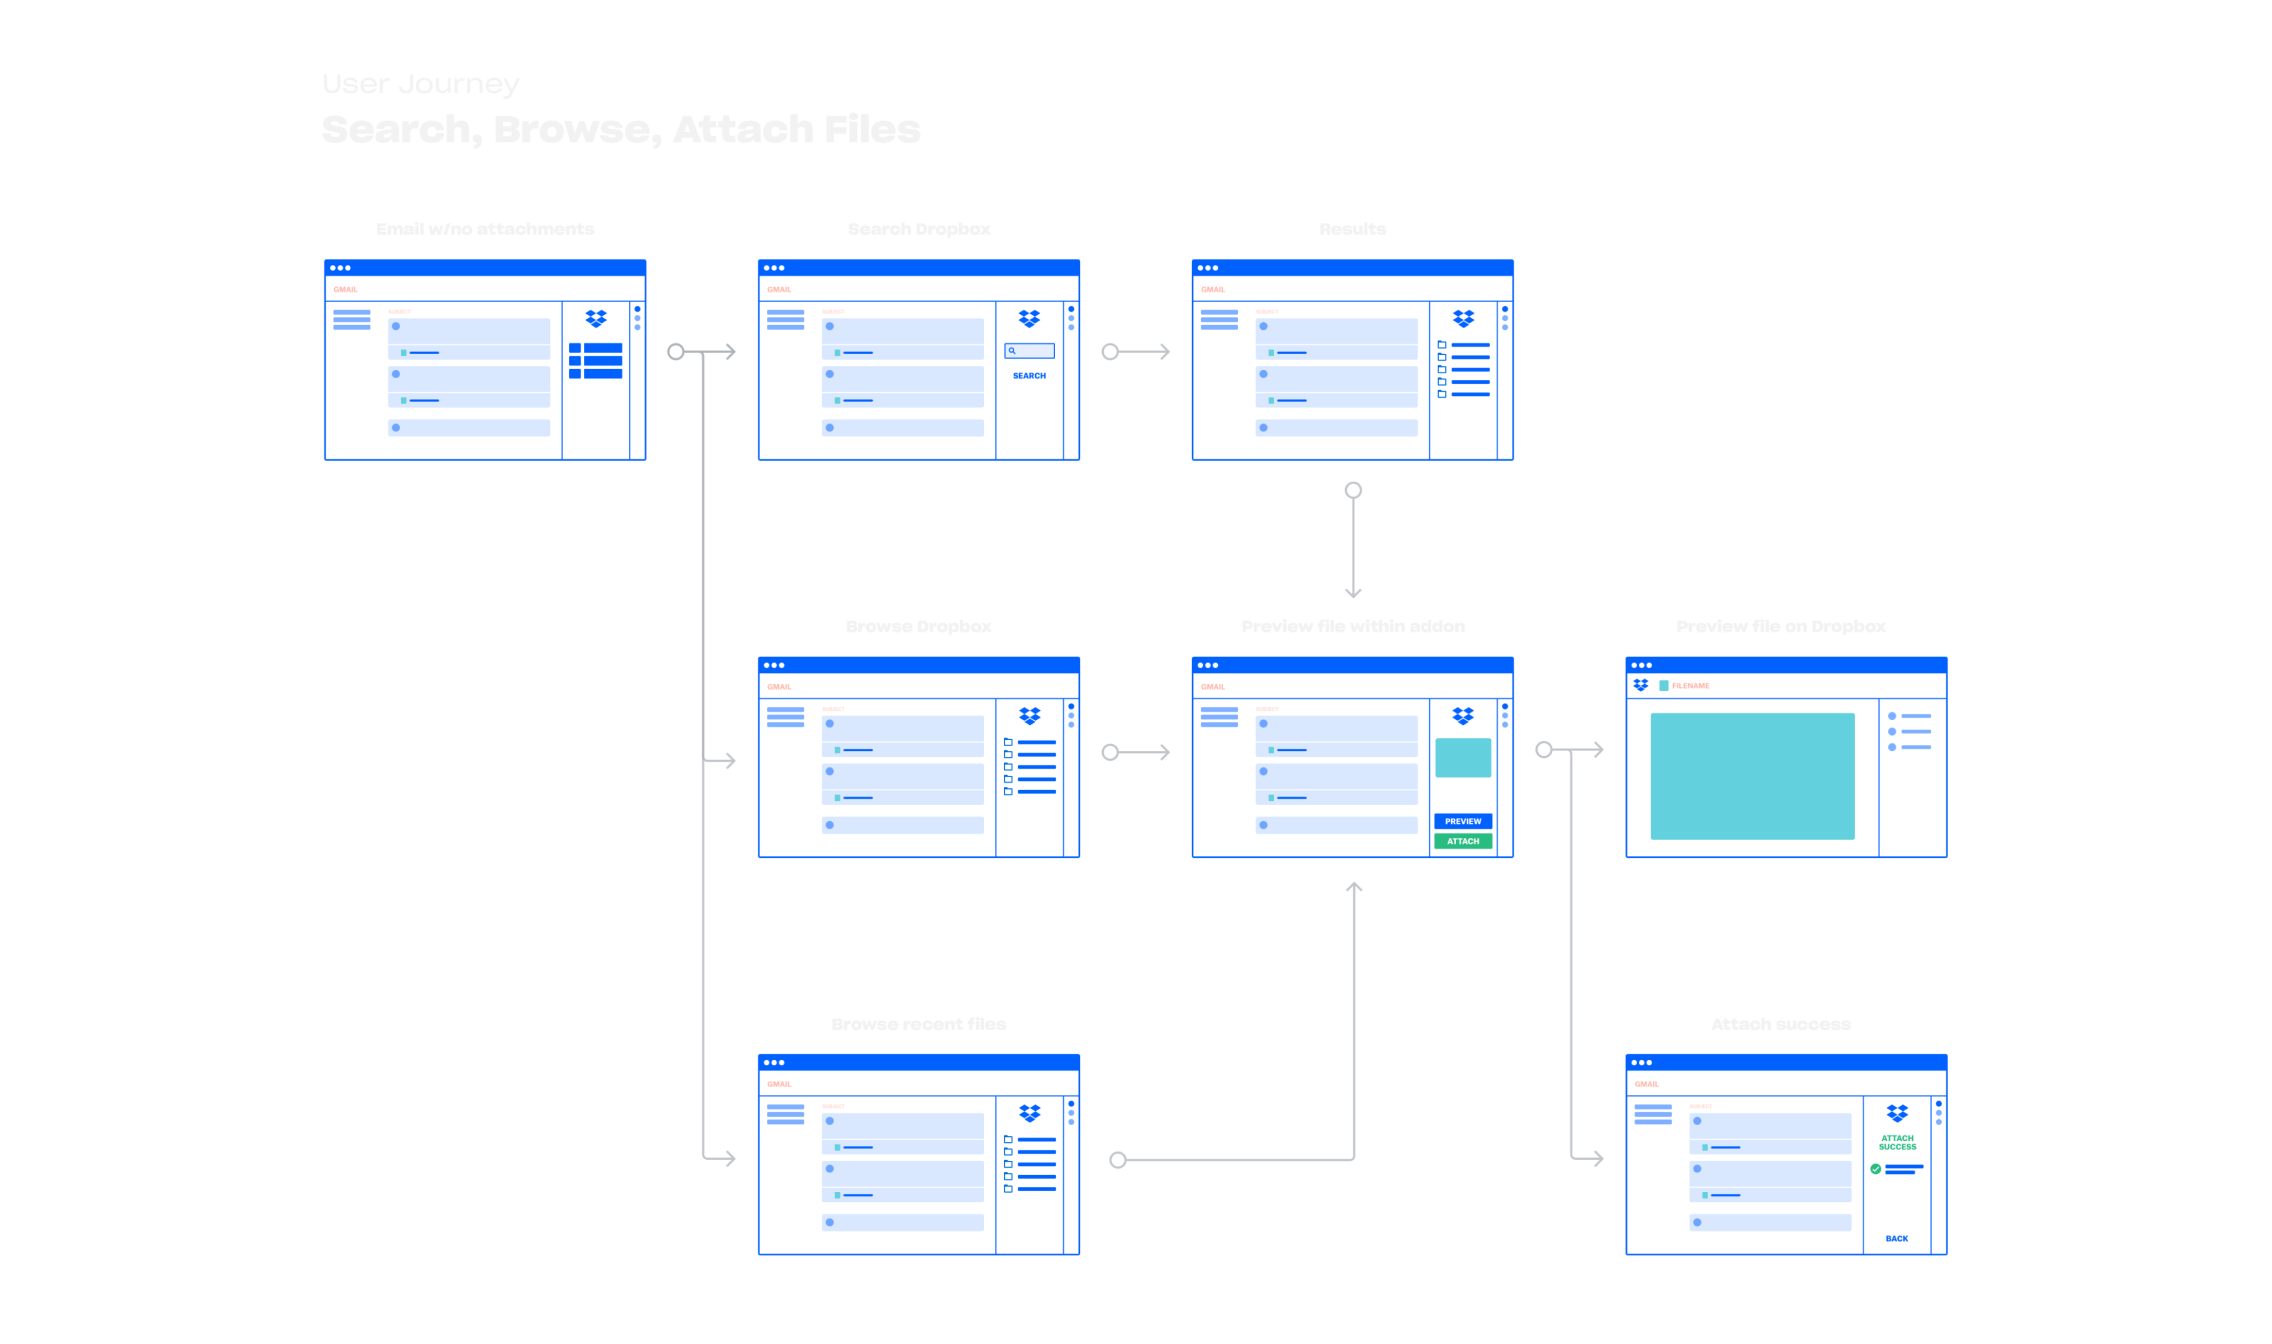 User Journey
Search, Browse, Attach Files
Email w/no attachments
Search Dropbox
Results
GMAIL
SUBJECT
GMAIL
SUBJECT
SEARCH
GMAIL
SUBJECT
Browse Dropbox
Preview file within addon
Preview file on Dropbox
GMAIL
SUBJECT
GMAIL
SUBJECT
PREVIEW
ATTACH
FILENAME
Browse recent files
Attach success
GMAIL
SUBJECT
GMAIL
SUBJECT
ATTACH
SUCCESS
BACK